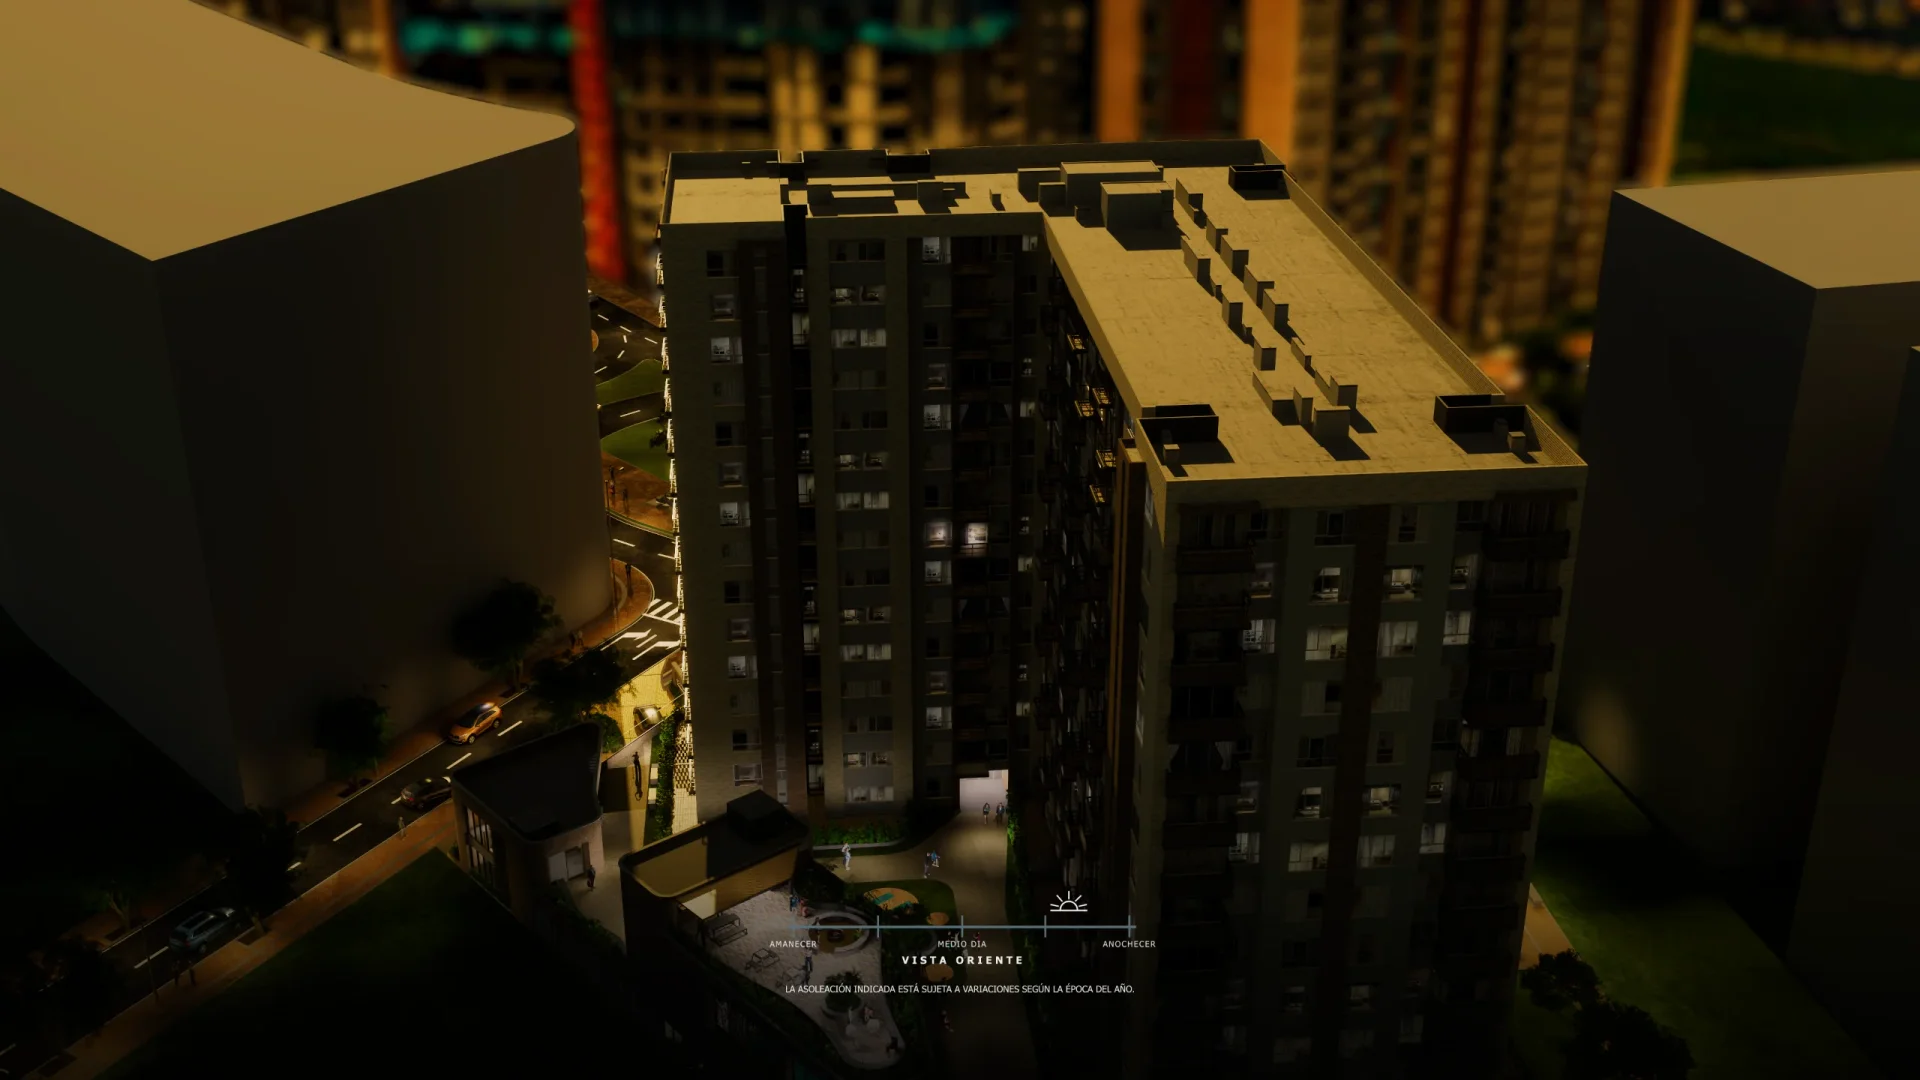 AMANECER MEDIO DIA ANOCHECER
VISTA ORIENTE
LA ASOLEACIÓN INDICADA ESTÁ SUJETA A VARIACIONES SEGÚN LA ÉPOCA DEL AÑO.